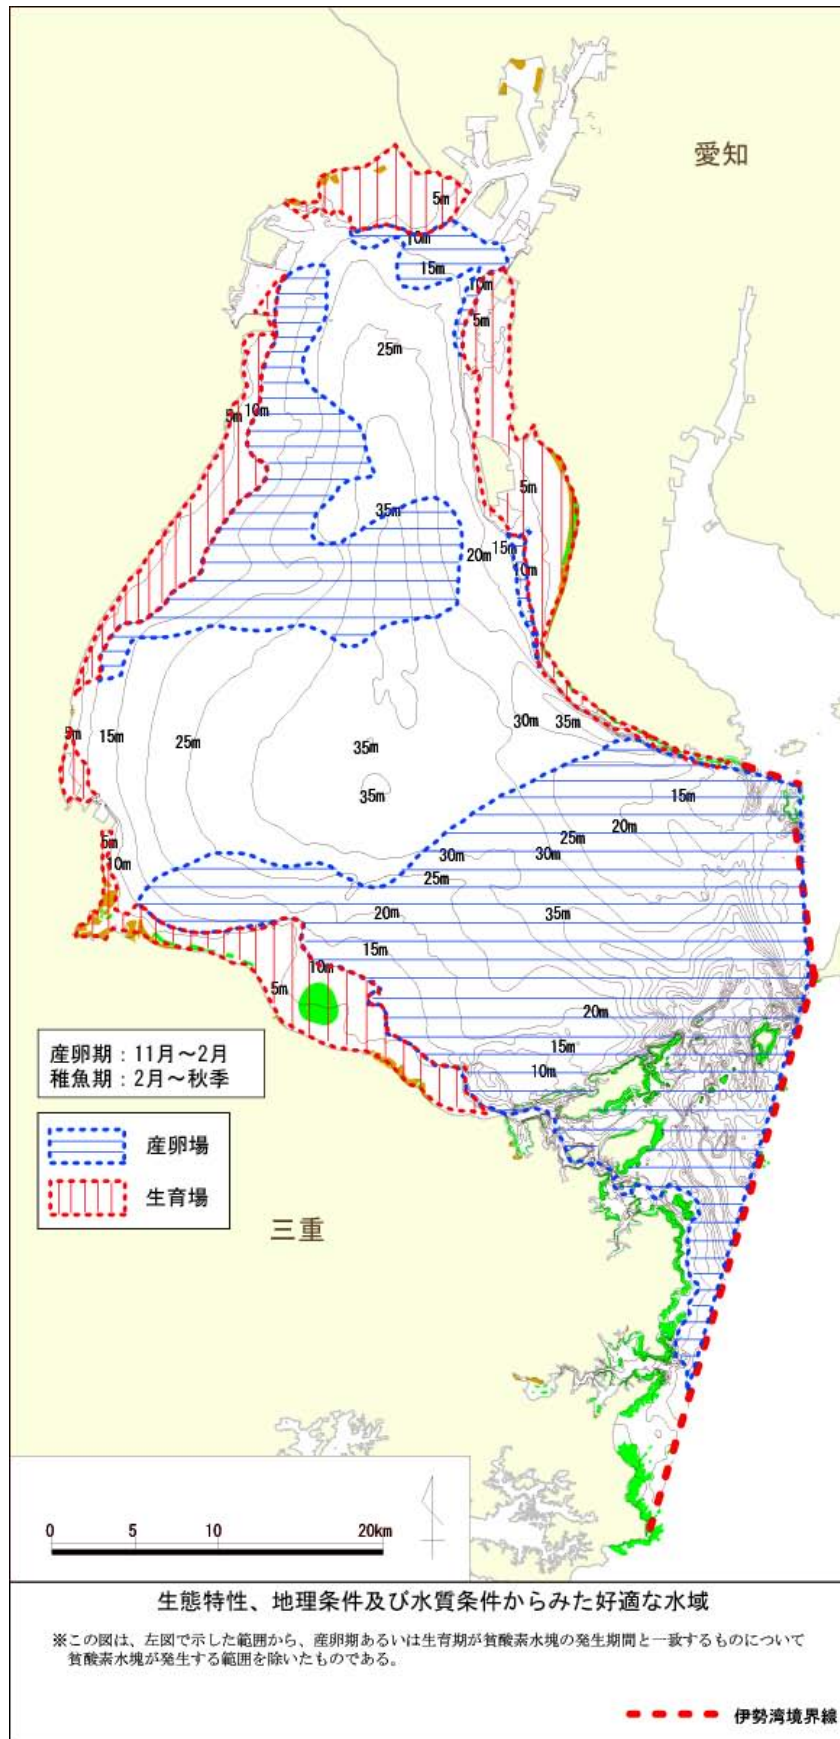 愛知
5m
10m
15m
10m
5m
25m
5m
10m
5m
35m
20m
15m
10m
30m
35m
5m
15m
25m
35m
35m
15m
20m
25m
30m
30m
25m
5m
10m
20m
35m
15m
10m
5m
20m
15m
10m
産卵期：11月～2月
稚魚期：2月～秋季
産卵場
生育場
三重
0 5 10 20km
生態特性、地理条件及び水質条件からみた好適な水域
※この図は、左図で示した範囲から、産卵期あるいは生育期が貧酸素水塊の発生期間と一致するものについて
貧酸素水塊が発生する範囲を除いたものである。
伊勢湾境界線